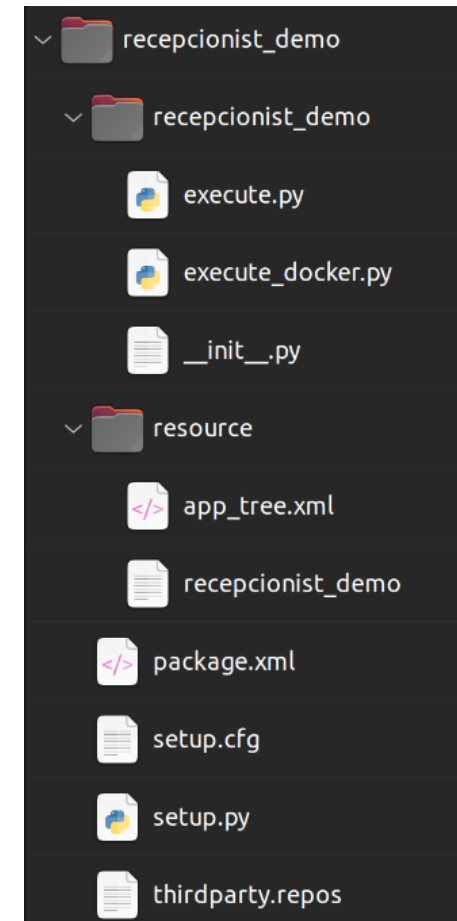 recepcionist_demo
recepcionist_demo
execute.py
execute_docker.py
__init__.py
resource
</> app_tree.xml
recepcionist_demo
</> package.xml
setup.cfg
setup.py
thirdparty.repos